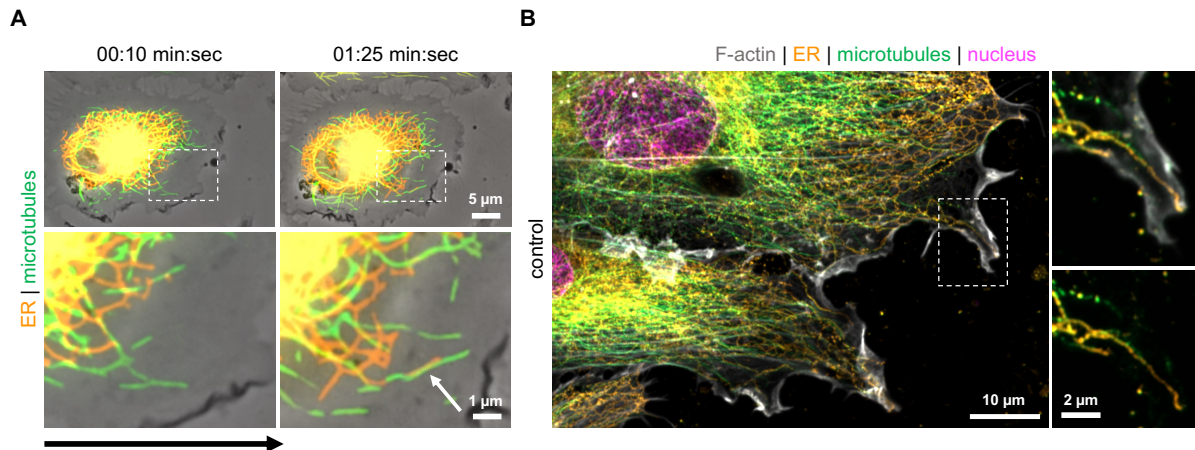 A
00:10 min:sec
01:25 min:sec
ER | microtubules
5 µm
1 µm
B
F-actin | ER | microtubules | nucleus
control
10 µm
2 µm